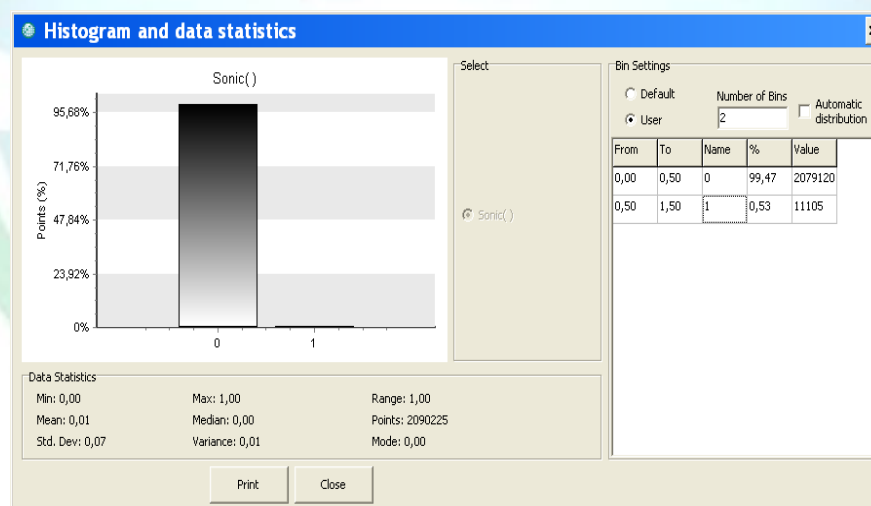 Histogram and data statistics
Sonic( )
95,68%
71,76%
47,84%
23,92%
0%
Points (%)
0 1
Select
Sonic( )
Bin Settings
Default
User
Number of Bins
2
Automatic
distribution
From To Name % Value
0,00 0,50 0 99,47 2079120
0,50 1,50 1 0,53 11105
Data Statistics
Min: 0,00 Max: 1,00 Range: 1,00
Mean: 0,01 Median: 0,00 Points: 2090225
Std. Dev: 0,07 Variance: 0,01 Mode: 0,00
Print Close